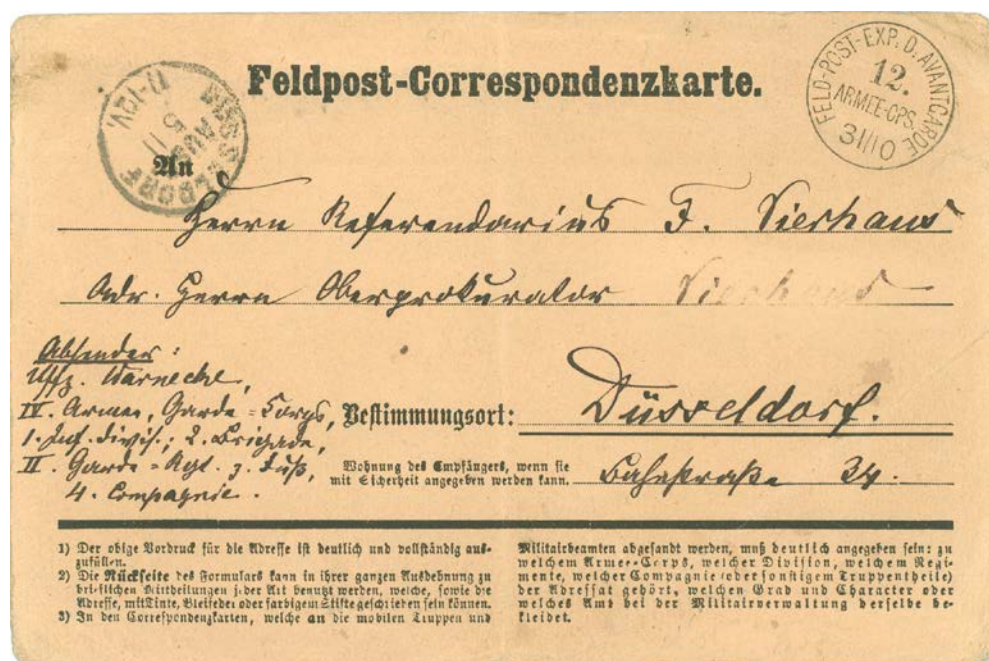 Feldpost-Correspondenzkarte.
FELD-POST-EXP. D. AVANTGARDE
12.
ARMEE-CPS.
31/10
DÜSSELDORF
An
Herrn Referendarius F. Vierhaus
Adr. Herrn Oberprokurator Vierhaus
Absender:
Uffz. Warnecke,
IV. Armee, Garde-Corps,
1. Inf. divis.; 2. Brigade,
II. Garde-Rgt. z. Fuß,
4. Compagnie.
Bestimmungsort: Düsseldorf.
Wohnung des Empfängers, wenn sie
mit Sicherheit angegeben werden kann. Bahnstraße 34.
1) Der obige Vordruck für die Adresse ist deutlich und vollständig aus-
zufüllen.
2) Die Rückseite des Formulars kann in ihrer ganzen Ausdehnung zu
brieflichen Mittheilungen jeder Art benutzt werden, welche, sowie die
Adresse, mit Tinte, Bleifeder oder farbigem Stifte geschrieben sein können.
3) In den Correspondenzkarten, welche an die mobilen Truppen und
Militairbeamten abgesandt werden, muß deutlich angegeben sein: zu
welchem Armee-Corps, welcher Division, welchem Regi-
mente, welcher Compagnie (oder sonstigem Truppentheile)
der Adressat gehört, welchen Grad und Character oder
welches Amt bei der Militairverwaltung derselbe be-
kleidet.